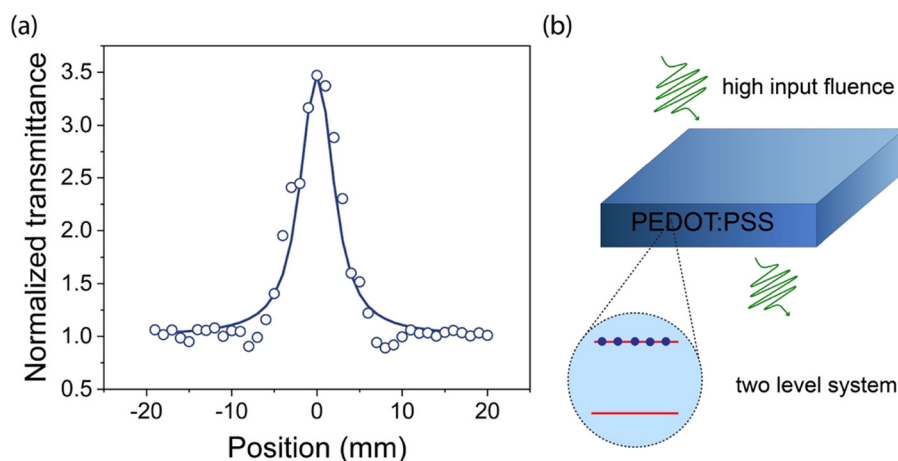 (a)
Normalized transmittance
3.5
3.0
2.5
2.0
1.5
1.0
0.5
-20
-10
0
10
20
Position (mm)
(b)
high input fluence
PEDOT:PSS
two level system